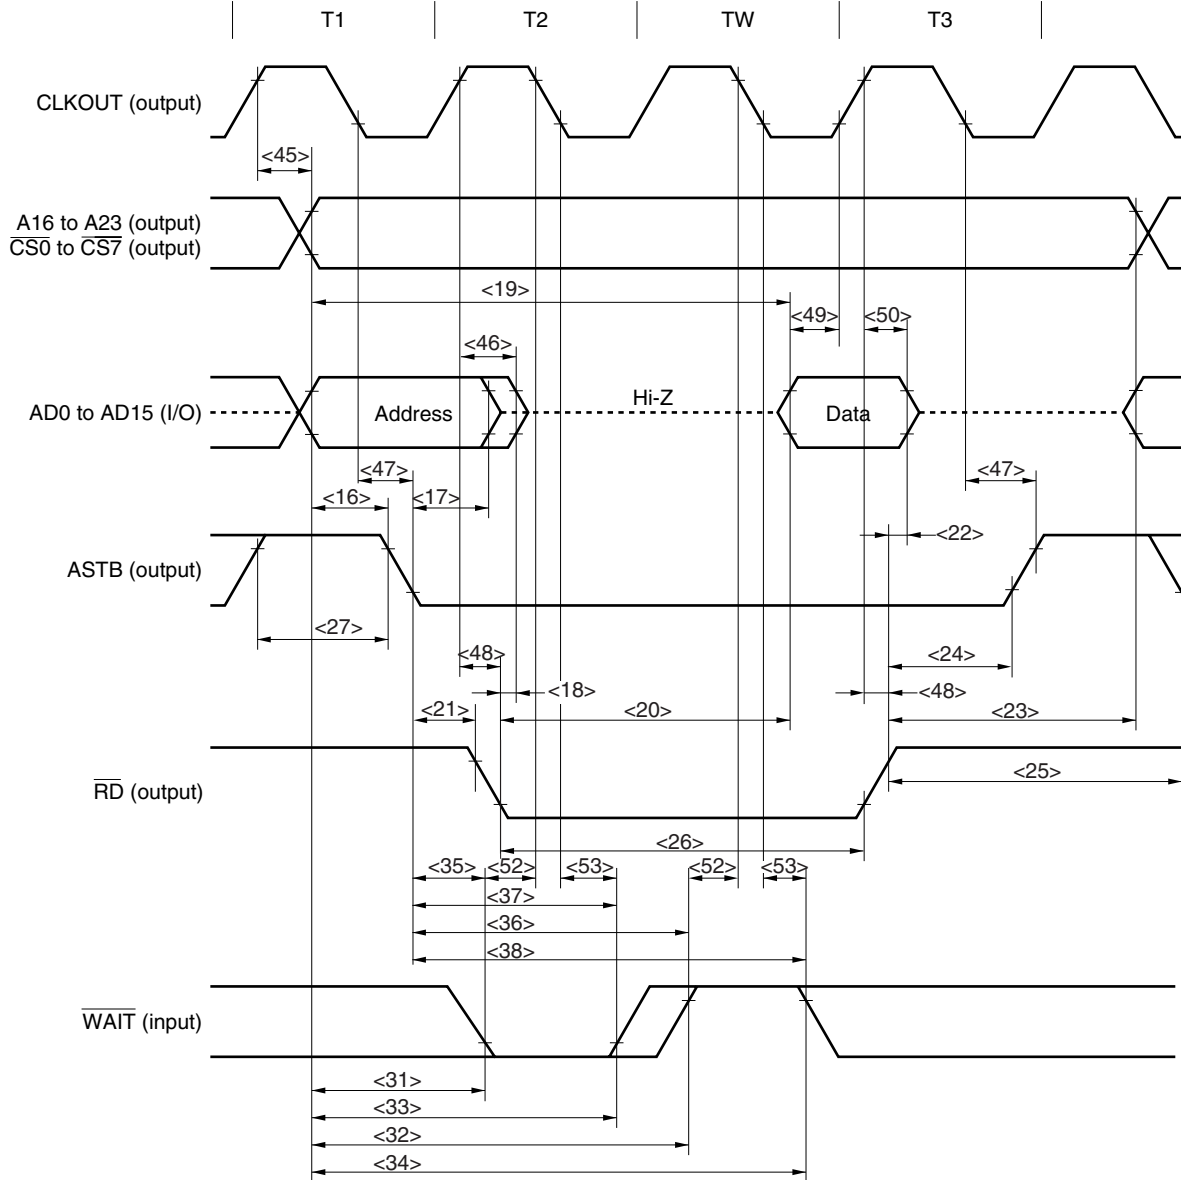 T1 T2 TW T3
CLKOUT (output)
<45>
A16 to A23 (output)
CS0 to CS7 (output)
<19>
<49> <50>
<46>
Hi-Z
AD0 to AD15 (I/O)
Address
Data
<47> <47>
<16> <17>
<22>
ASTB (output)
<27>
<48> <24>
<18> <48>
<21> <20> <23>
<25>
RD (output)
<26>
<35> <52> <53> <52> <53>
<37>
<36>
<38>
WAIT (input)
<31>
<33>
<32>
<34>